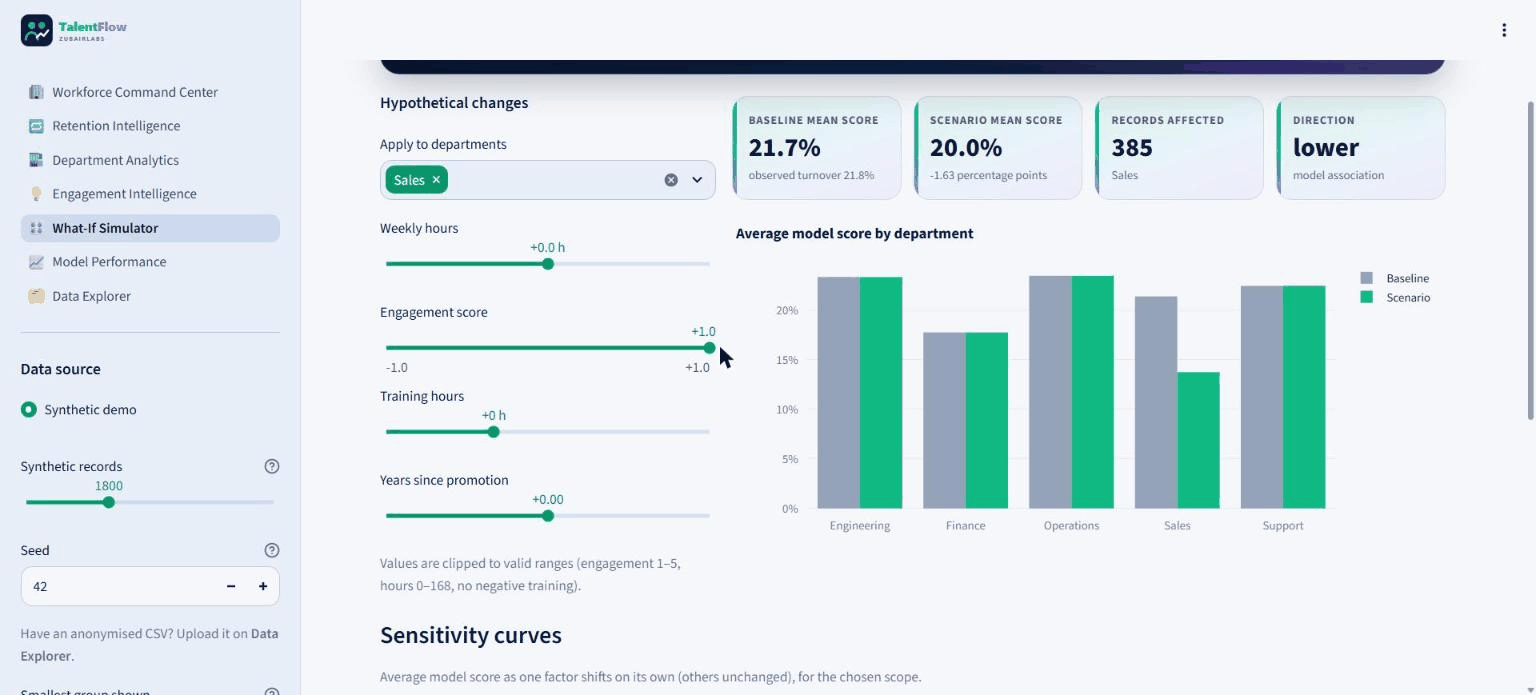 TalentFlow
ZUBAIRLABS
Workforce Command Center
Retention Intelligence
Department Analytics
Engagement Intelligence
What-If Simulator
Model Performance
Data Explorer
Data source
Synthetic demo
Synthetic records
1800
Seed
42
Have an anonymised CSV? Upload it on Data
Explorer.
Smallest group shown
Hypothetical changes
Apply to departments
Sales
Weekly hours
+0.0 h
Engagement score
+1.0
-1.0 +1.0
Training hours
+0 h
Years since promotion
+0.00
Values are clipped to valid ranges (engagement 1–5,
hours 0–168, no negative training).
BASELINE MEAN SCORE
21.7%
observed turnover 21.8%
SCENARIO MEAN SCORE
20.0%
-1.63 percentage points
RECORDS AFFECTED
385
Sales
DIRECTION
lower
model association
Average model score by department
Baseline
Scenario
20%
15%
10%
5%
0%
Engineering Finance Operations Sales Support
Sensitivity curves
Average model score as one factor shifts on its own (others unchanged), for the chosen scope.